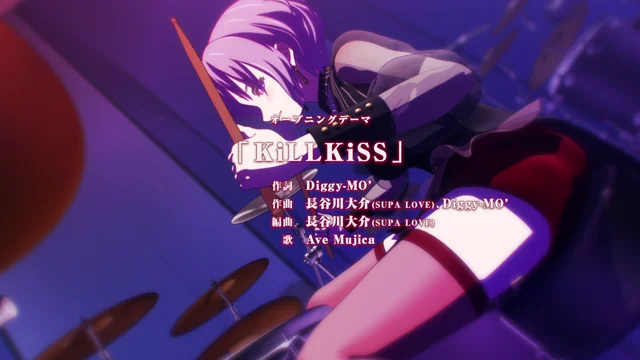 オープニングテーマ
「KiLLKiSS」
作詞 Diggy-MO'
作曲 長谷川大介(SUPA LOVE)、Diggy-MO'
編曲 長谷川大介(SUPA LOVE)
歌 Ave Mujica